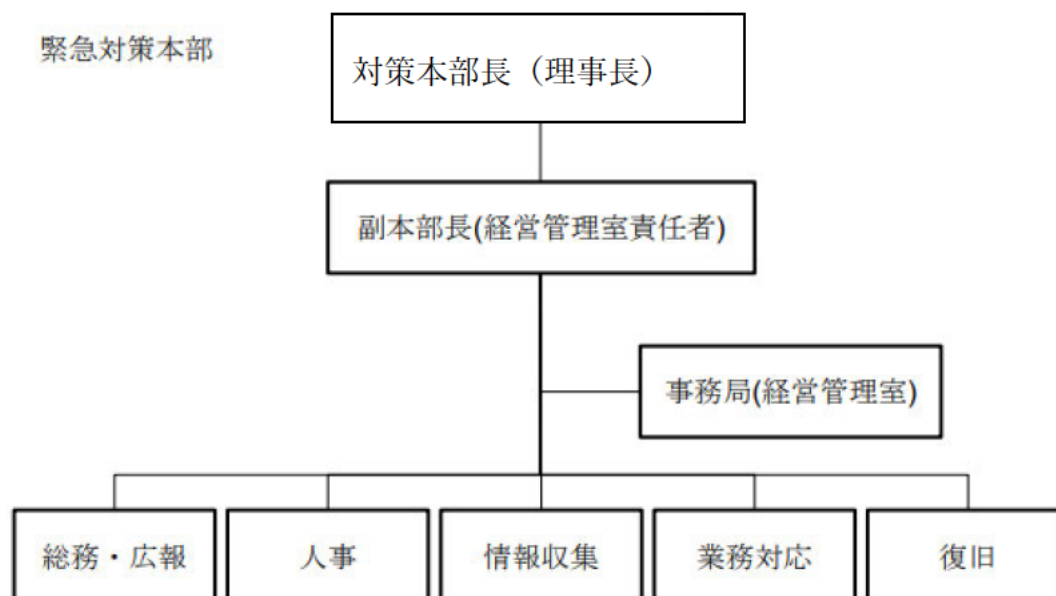 緊急対策本部
対策本部長（理事長）
副本部長(経営管理室責任者)
事務局(経営管理室)
総務・広報
人事
情報収集
業務対応
復旧